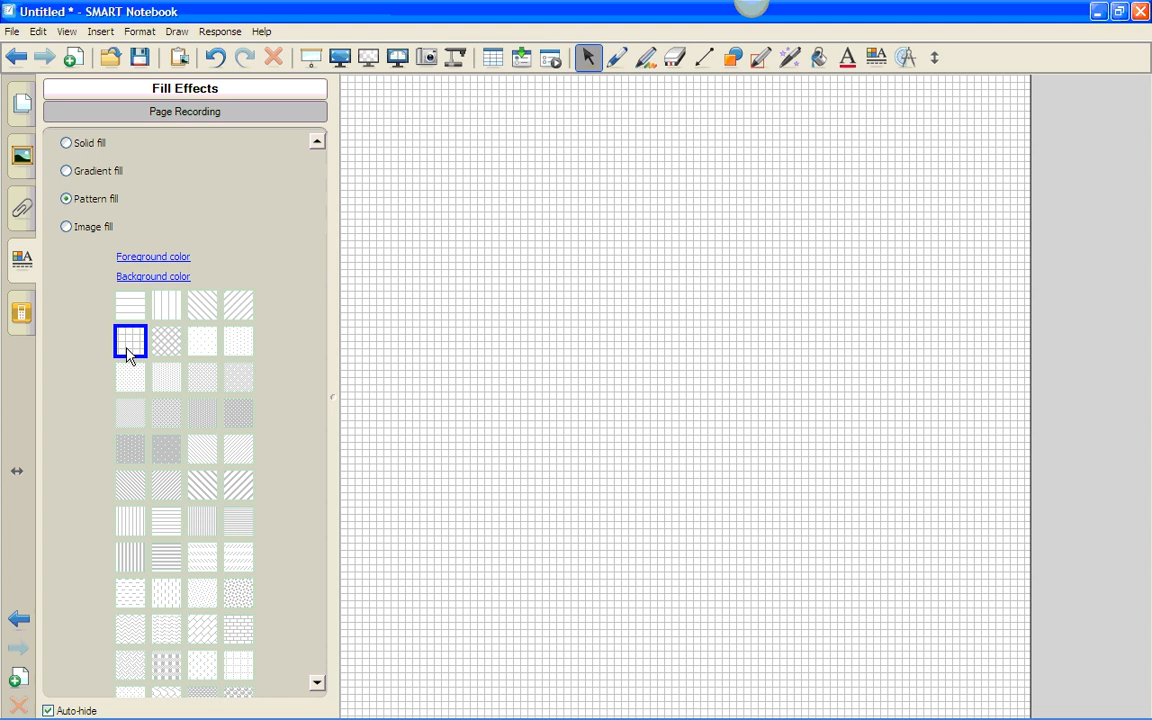 Untitled * - SMART Notebook
File Edit View Insert Format Draw Response Help
Fill Effects
Page Recording
Solid fill
Gradient fill
Pattern fill
Image fill
Foreground color
Background color
Auto-hide